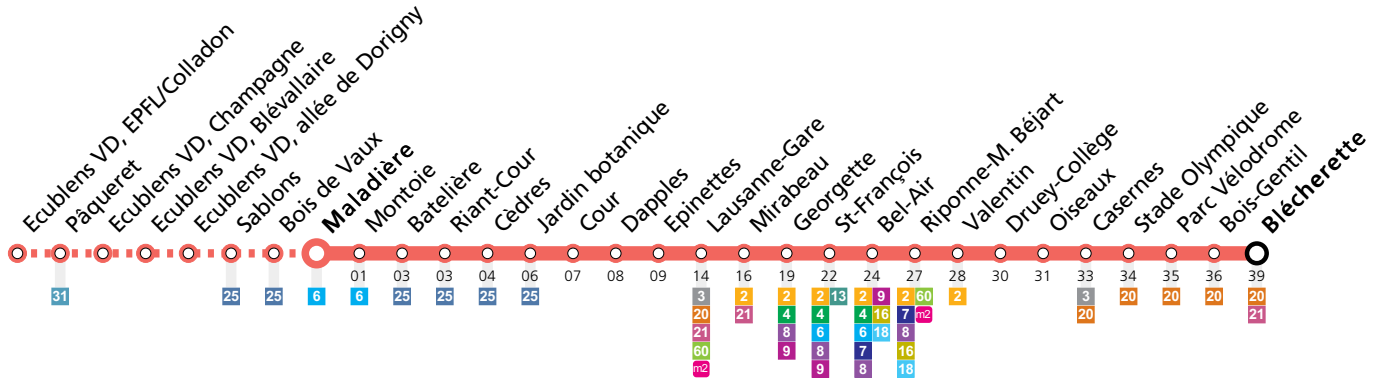 Ecublens VD, EPFL/Colladon
Pâqueret
Ecublens VD, Champagne
Ecublens VD, Blévallaire
Ecublens VD, allée de Dorigny
Sablons
Bois de Vaux
Maladière
Montoie
Batelière
Riant-Cour
Cèdres
Jardin botanique
Cour
Dapples
Epinettes
Lausanne-Gare
Mirabeau
Georgette
St-François
Bel-Air
Riponne-M. Béjart
Valentin
Druey-Collège
Oiseaux
Casernes
Stade Olympique
Parc Vélodrome
Bois-Gentil
Blécherette
01 03 03 04 06 07 08 09 14 16 19 22 24 27 28 30 31 33 34 35 36 39
31 25 25 6 6 25 25 25 25 3 2 2 2 13 2 9 2 60 2 3 20 20 20 20
20 21 4 4 4 16 7 m2 20 21
21 8 6 6 18 8
60 9 8 7 16
m2 9 8 18